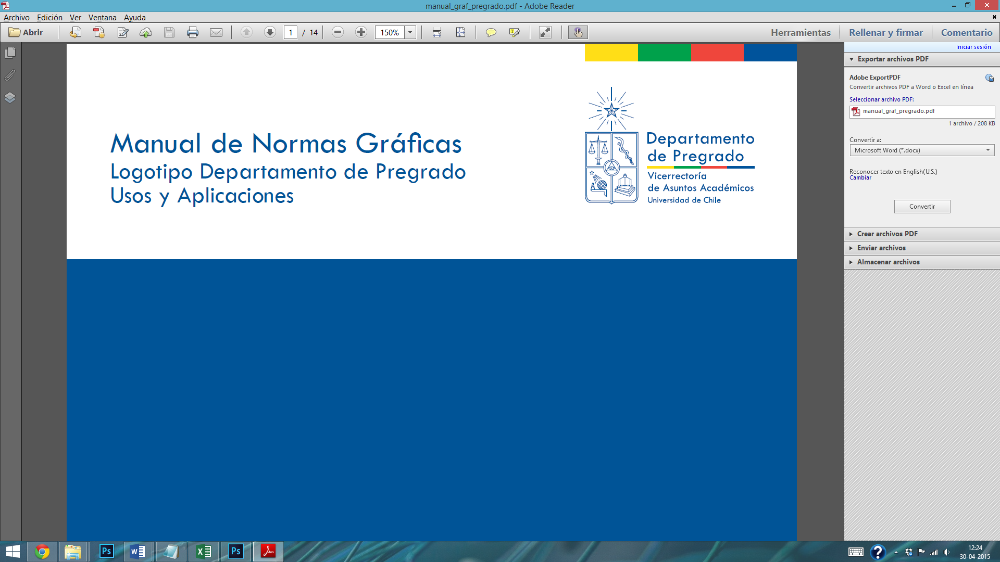 manual_graf_pregrado.pdf - Adobe Reader
Archivo Edición Ver Ventana Ayuda
Abrir 1 / 14 150% Herramientas Rellenar y firmar Comentario
Iniciar sesión
Exportar archivos PDF
Adobe ExportPDF
Convertir archivos PDF a Word o Excel en línea
Seleccionar archivo PDF:
manual_graf_pregrado.pdf
1 archivo / 208 KB
Convertir a:
Microsoft Word (*.docx)
Reconocer texto en English(U.S.)
Cambiar
Convertir
Crear archivos PDF
Enviar archivos
Almacenar archivos
Manual de Normas Gráficas
Logotipo Departamento de Pregrado
Usos y Aplicaciones
Departamento
de Pregrado
Vicerrectoría
de Asuntos Académicos
Universidad de Chile
Ps Ps
12:24
30-04-2015